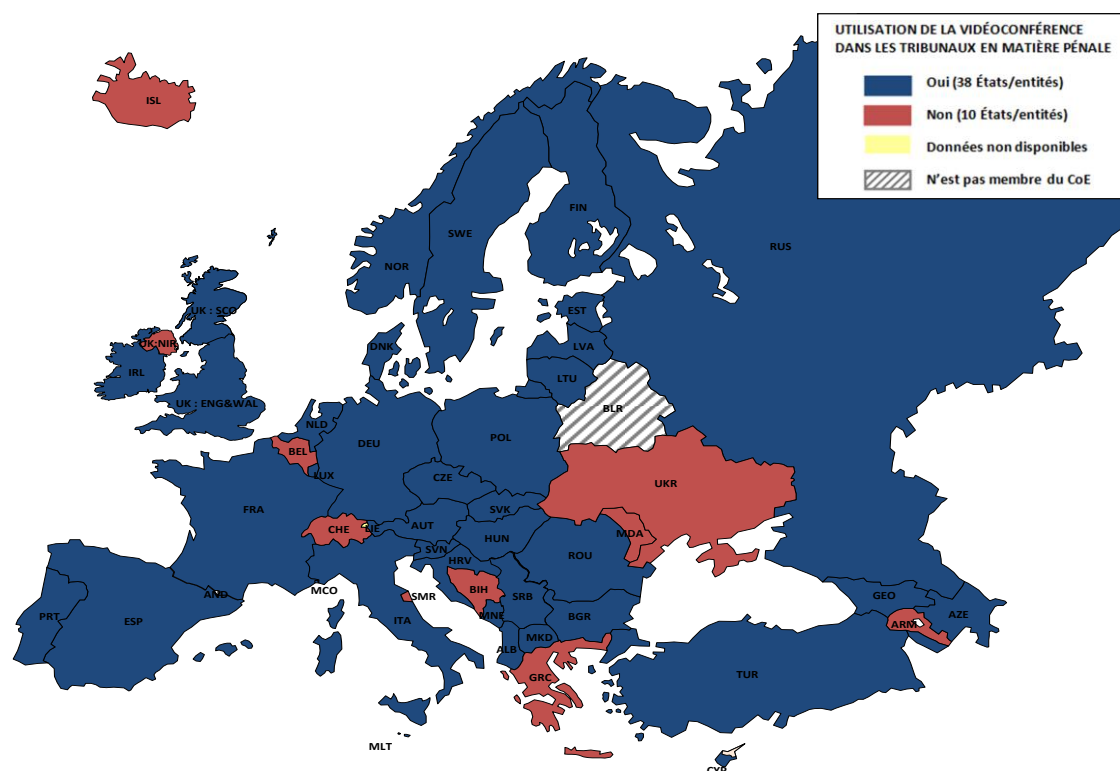 UTILISATION DE LA VIDÉOCONFÉRENCE
DANS LES TRIBUNAUX EN MATIÈRE PÉNALE
Oui (38 États/entités)
Non (10 États/entités)
Données non disponibles
N'est pas membre du CoE
ISL
FIN
SWE
RUS
NOR
UK : SCO
EST
UK:NIR
DNK
LVA
IRL
LTU
UK : ENG&WAL
BLR
NLD
DEU
POL
BEL
LUX
CZE
UKR
FRA
SVK
CHE
LIE
AUT
MDA
HUN
SVN
ROU
HRV
MCO
AND
BIH
SMR
SRB
GEO
PRT
ESP
ITA
MNE
BGR
AZE
ARM
MKD
ALB
GRC
TUR
MLT
CYP